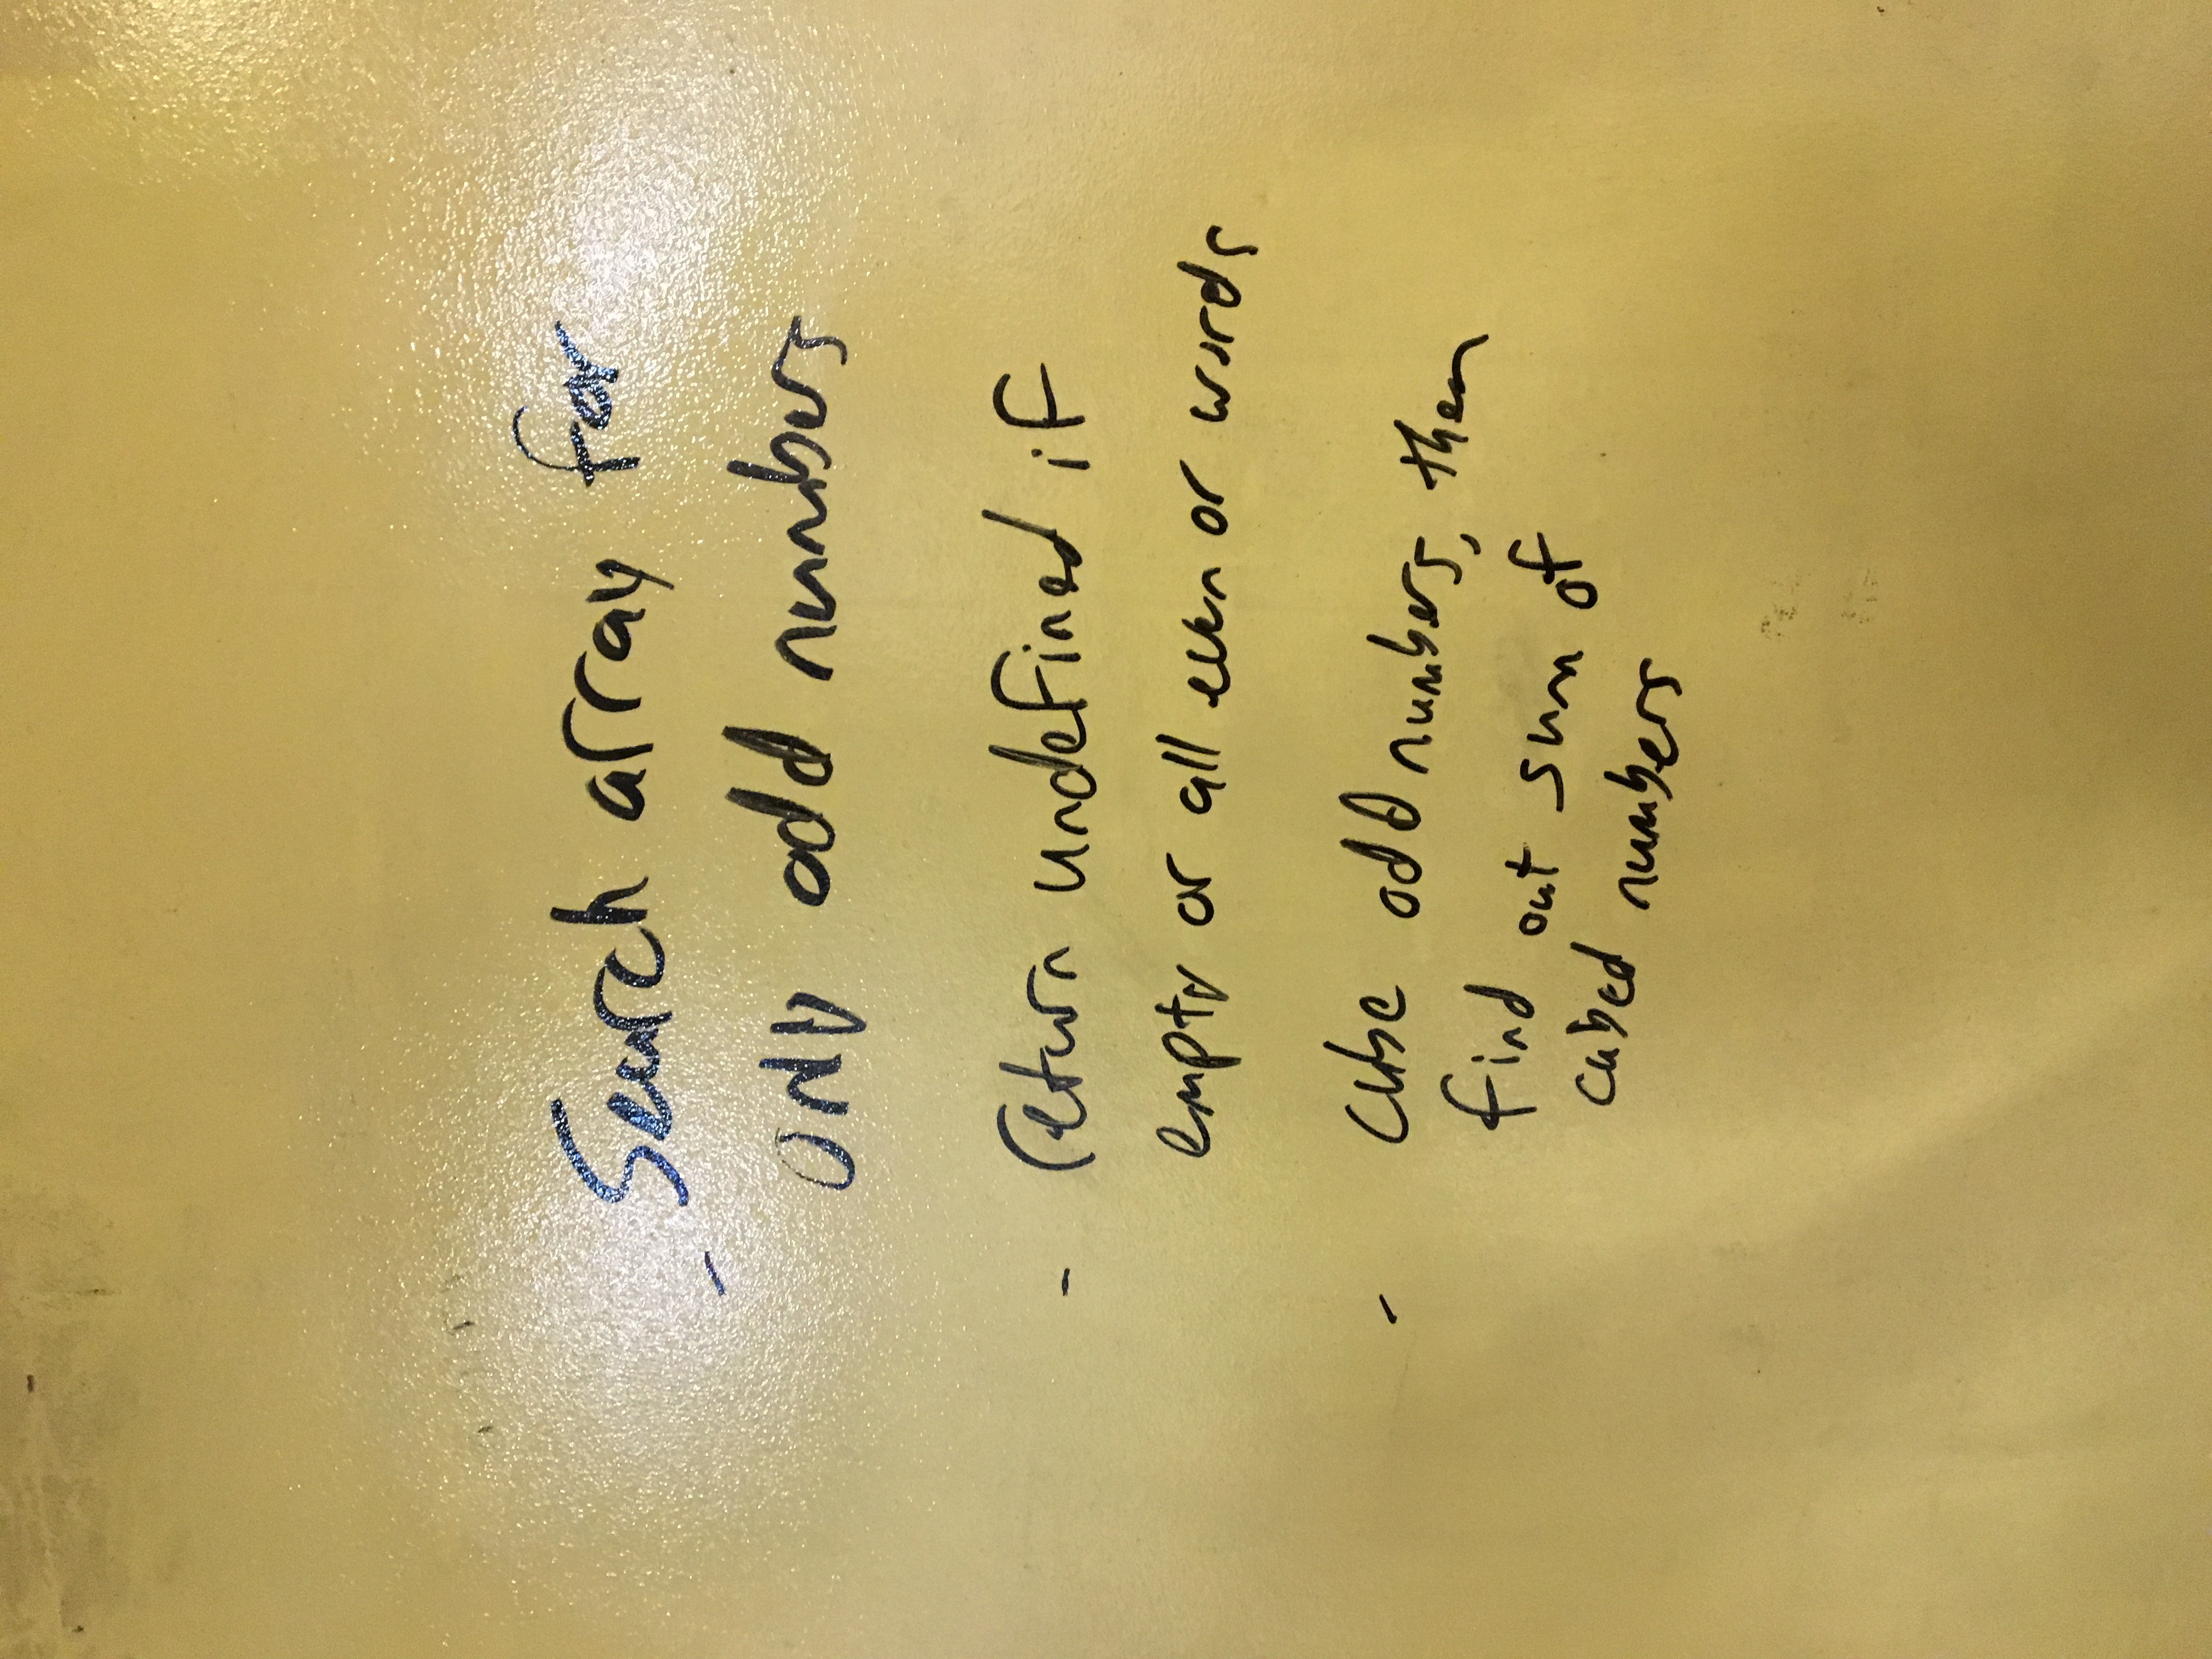 - Search array for
only odd numbers
- return undefined if
empty or all even or words
- cube odd numbers, then
find out sum of
cubed numbers